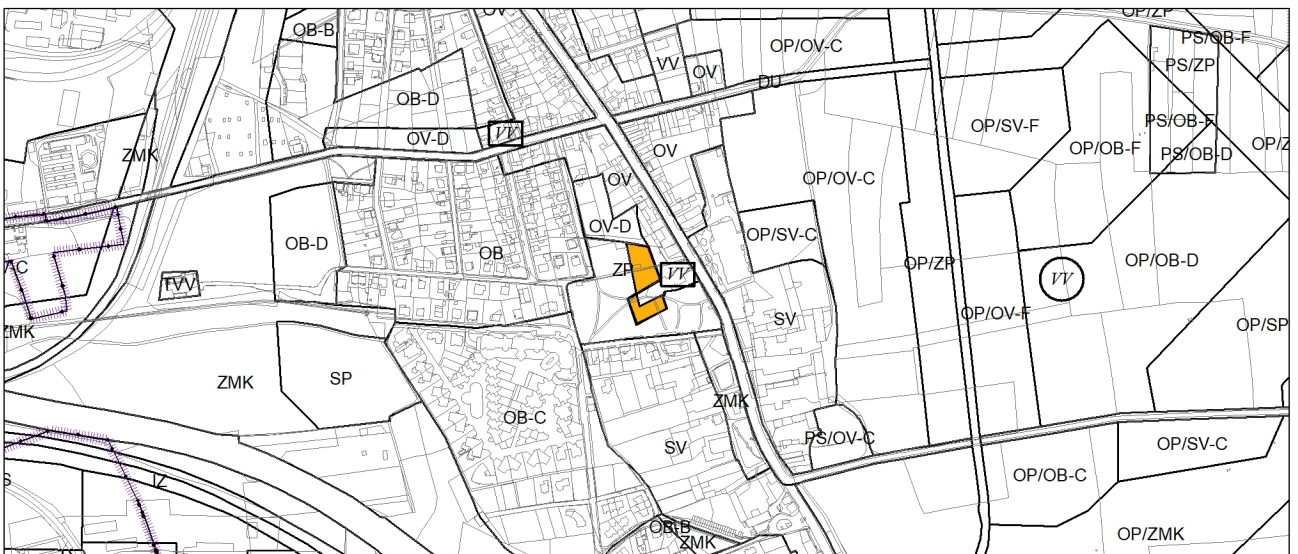 OV
OP/ZP
OB-B
OP/OV-C
PS/OB-F
VV
OV
PS/ZP
DU
OB-D
OP/SV-F
PS/OB-F
VV
OV-D
OV
OP/OB-F
PS/OB-D
ZMK
OP/OV-C
OV
OV-D
OP/SV-C
OB-D
OB
OP/ZP
OP/OB-D
ZP
VV
VV
TVV
OP/OV-F
SV
OP/SP
ZMK
ZMK
SP
ZMK
OB-C
PS/OV-C
SV
OP/SV-C
IZ
OP/OB-C
OB-B
OP/ZMK
ZMK